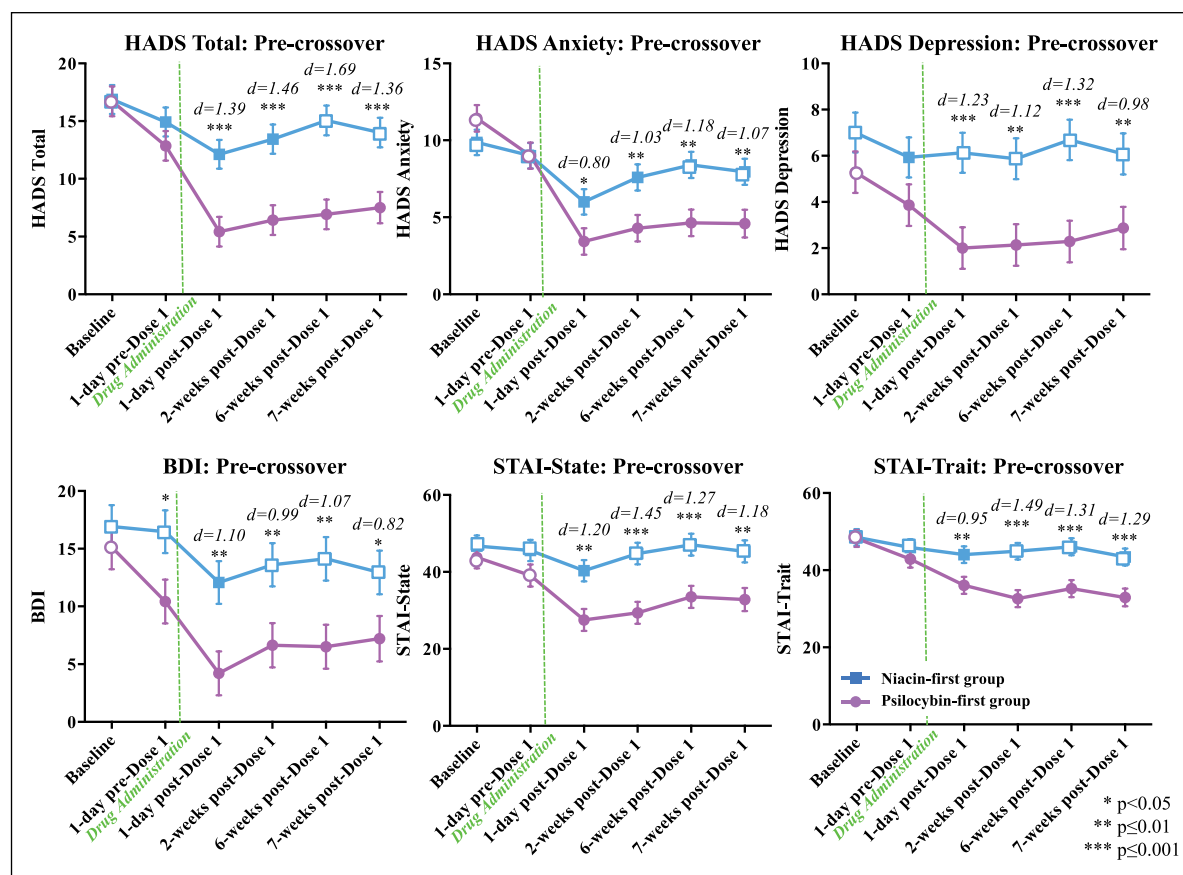 HADS Total: Pre-crossover
HADS Total
20
15
10
5
0
d=1.39
***
d=1.46
***
d=1.69
***
d=1.36
***
Baseline
1-day pre-Dose 1
Drug Administration
1-day post-Dose 1
2-weeks post-Dose 1
6-weeks post-Dose 1
7-weeks post-Dose 1
HADS Anxiety: Pre-crossover
HADS Anxiety
15
10
5
0
d=0.80
*
d=1.03
**
d=1.18
**
d=1.07
**
Baseline
1-day pre-Dose 1
Drug Administration
1-day post-Dose 1
2-weeks post-Dose 1
6-weeks post-Dose 1
7-weeks post-Dose 1
HADS Depression: Pre-crossover
HADS Depression
10
8
6
4
2
0
d=1.23
***
d=1.12
**
d=1.32
***
d=0.98
**
Baseline
1-day pre-Dose 1
Drug Administration
1-day post-Dose 1
2-weeks post-Dose 1
6-weeks post-Dose 1
7-weeks post-Dose 1
BDI: Pre-crossover
BDI
20
15
10
5
0
*
d=1.10
**
d=0.99
**
d=1.07
**
d=0.82
*
Baseline
1-day pre-Dose 1
Drug Administration
1-day post-Dose 1
2-weeks post-Dose 1
6-weeks post-Dose 1
7-weeks post-Dose 1
STAI-State: Pre-crossover
STAI-State
60
40
20
0
d=1.20
**
d=1.45
***
d=1.27
***
d=1.18
**
Baseline
1-day pre-Dose 1
Drug Administration
1-day post-Dose 1
2-weeks post-Dose 1
6-weeks post-Dose 1
7-weeks post-Dose 1
STAI-Trait: Pre-crossover
STAI-Trait
60
40
20
0
d=0.95
**
d=1.49
***
d=1.31
***
d=1.29
***
Niacin-first group
Psilocybin-first group
Baseline
1-day pre-Dose 1
Drug Administration
1-day post-Dose 1
2-weeks post-Dose 1
6-weeks post-Dose 1
7-weeks post-Dose 1
* p<0.05
** p≤0.01
*** p≤0.001